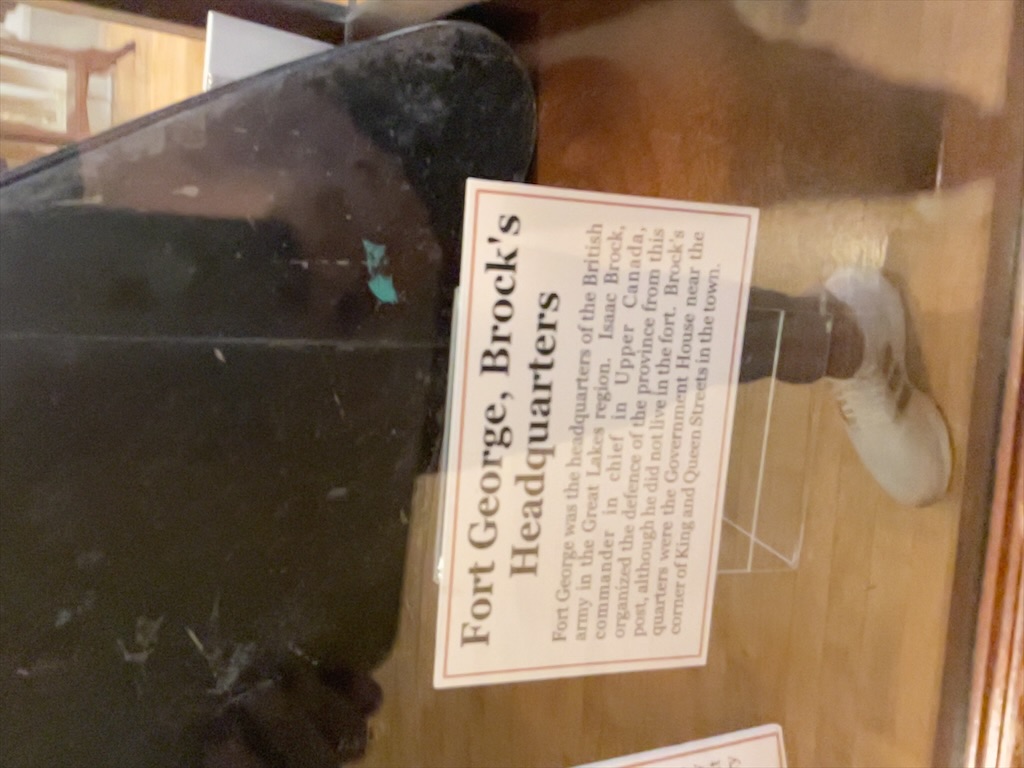 Fort George, Brock's
Headquarters
Fort George was the headquarters of the British
army in the Great Lakes region. Isaac Brock,
commander in chief in Upper Canada,
organized the defence of the province from this
post, although he did not live in the fort. Brock's
quarters were the Government House near the
corner of King and Queen Streets in the town.